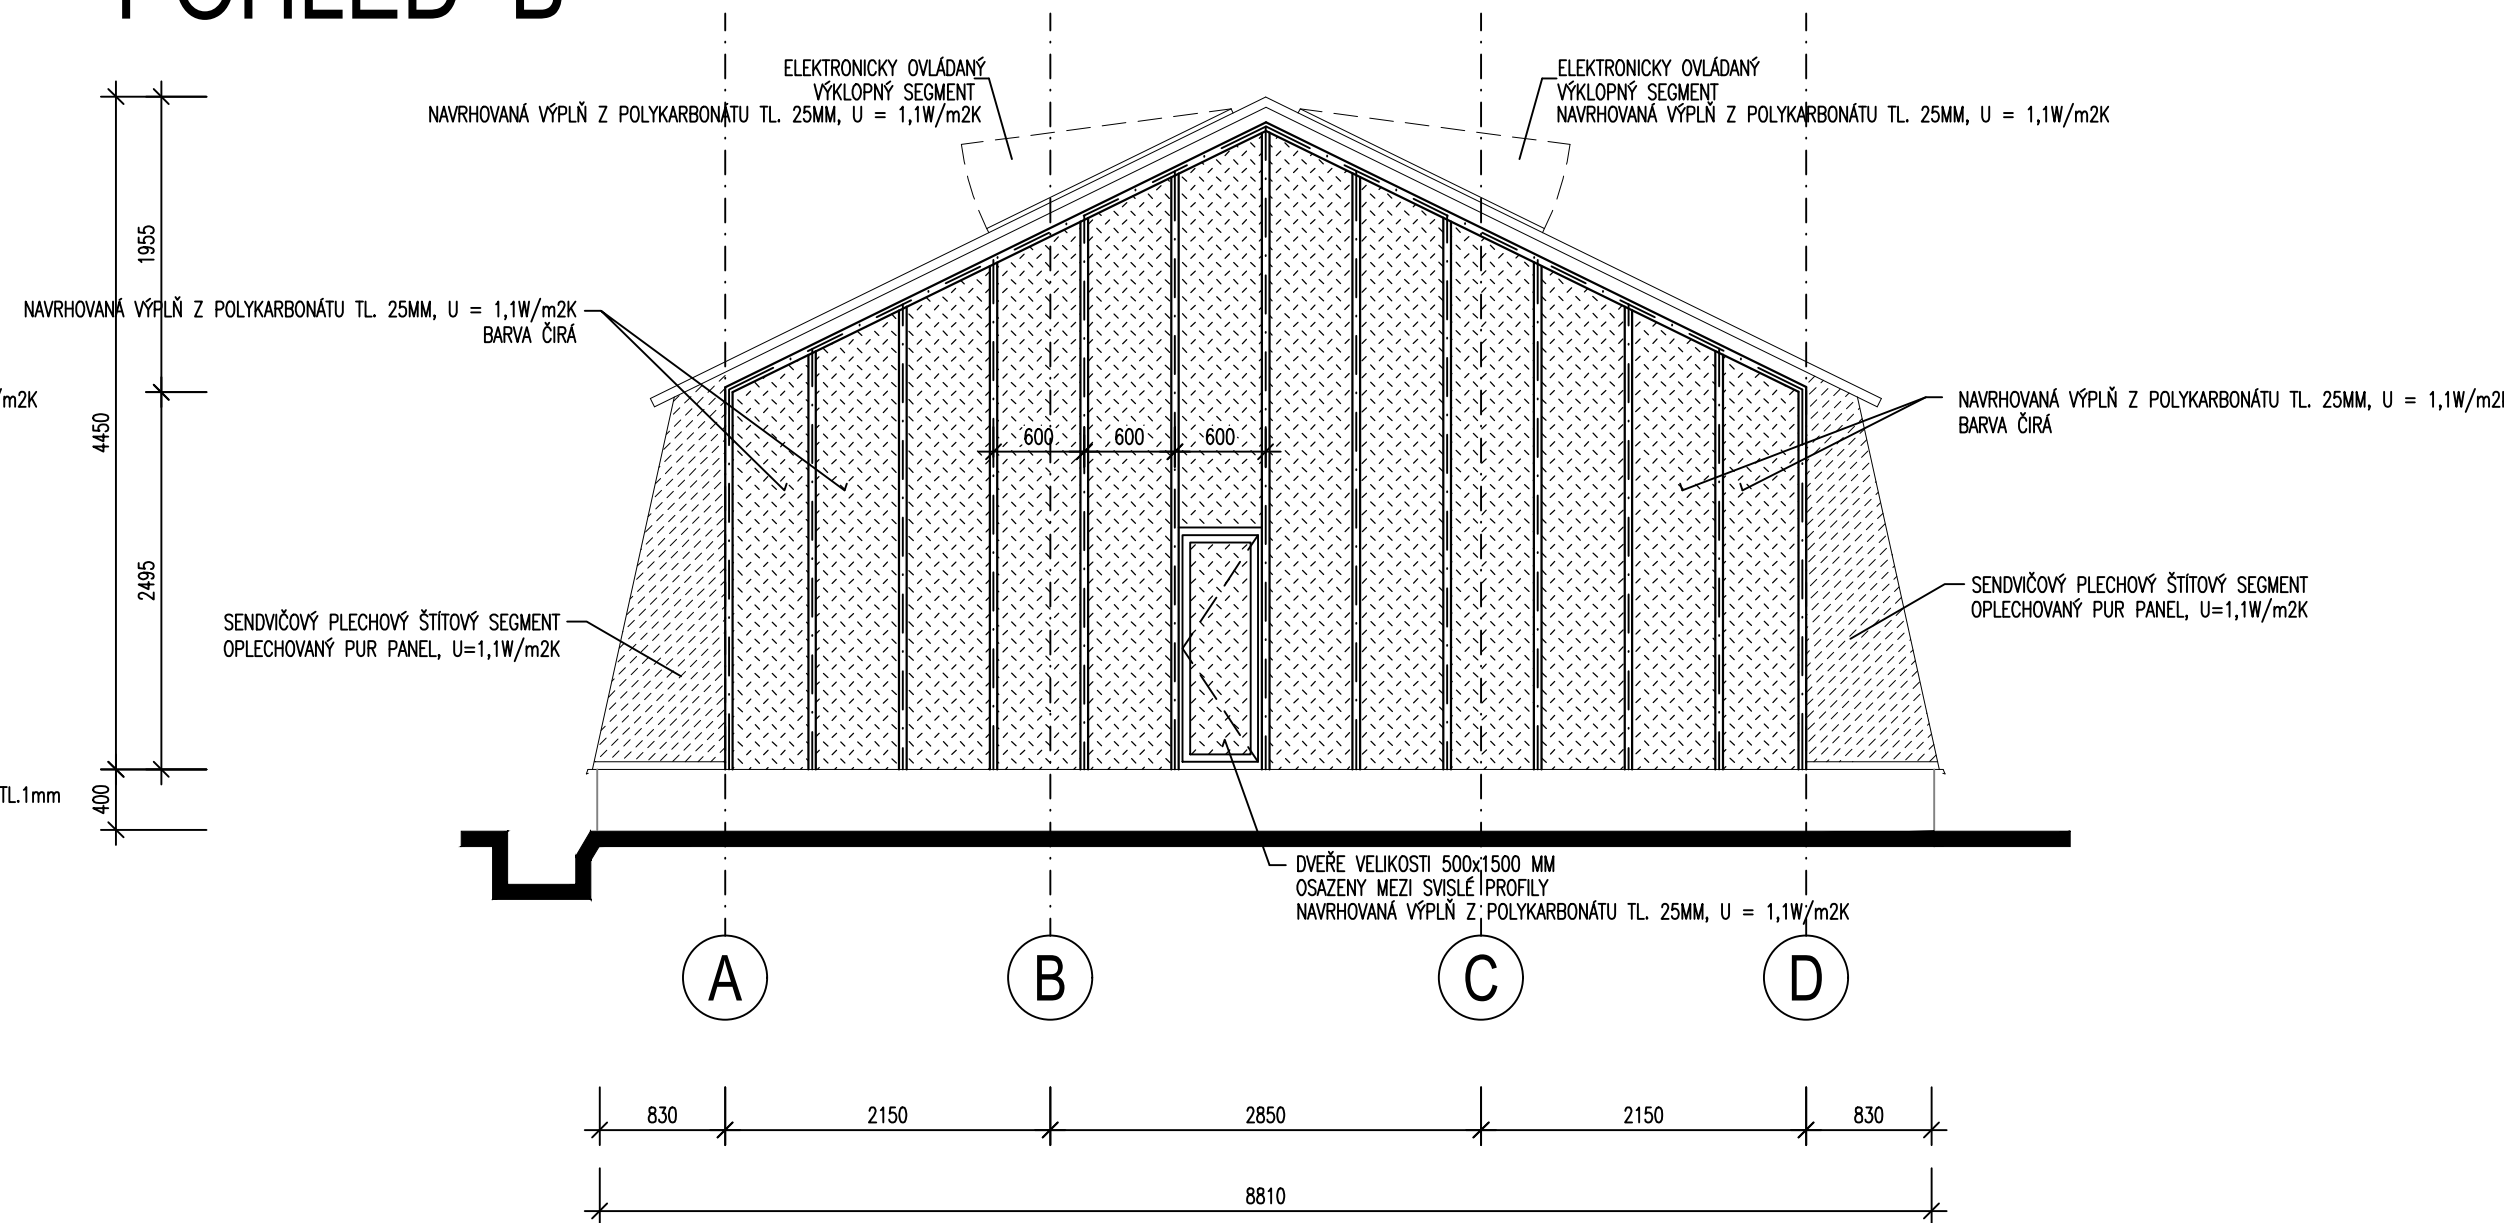 POHLED B
ELEKTRONICKY OVLÁDANÝ
VÝKLOPNÝ SEGMENT
NAVRHOVANÁ VÝPLŇ Z POLYKARBONÁTU TL. 25MM, U = 1,1W/m2K
ELEKTRONICKY OVLÁDANÝ
VÝKLOPNÝ SEGMENT
NAVRHOVANÁ VÝPLŇ Z POLYKARBONÁTU TL. 25MM, U = 1,1W/m2K
1955
NAVRHOVANÁ VÝPLŇ Z POLYKARBONÁTU TL. 25MM, U = 1,1W/m2K
BARVA ČIRÁ
/m2K
4450
NAVRHOVANÁ VÝPLŇ Z POLYKARBONÁTU TL. 25MM, U = 1,1W/m2K
BARVA ČIRÁ
600 600 600
2495
SENDVIČOVÝ PLECHOVÝ ŠTÍTOVÝ SEGMENT
OPLECHOVANÝ PUR PANEL, U=1,1W/m2K
SENDVIČOVÝ PLECHOVÝ ŠTÍTOVÝ SEGMENT
OPLECHOVANÝ PUR PANEL, U=1,1W/m2K
TL.1mm
400
DVEŘE VELIKOSTI 500x1500 MM
OSAZENY MEZI SVISLÉ PROFILY
NAVRHOVANÁ VÝPLŇ Z POLYKARBONÁTU TL. 25MM, U = 1,1W/m2K
A B C D
830 2150 2850 2150 830
8810